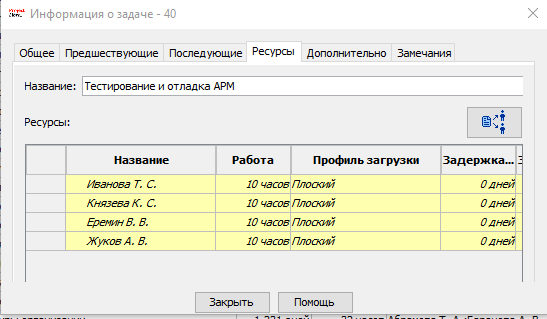 Информация о задаче - 40
Общее Предшествующие Последующие Ресурсы Дополнительно Замечания
Название: Тестирование и отладка АРМ
Ресурсы:
Название Работа Профиль загрузки Задержка...
Иванова Т. С. 10 часов Плоский 0 дней
Князева К. С. 10 часов Плоский 0 дней
Еремин В. В. 10 часов Плоский 0 дней
Жуков А. В. 10 часов Плоский 0 дней
Закрыть Помощь